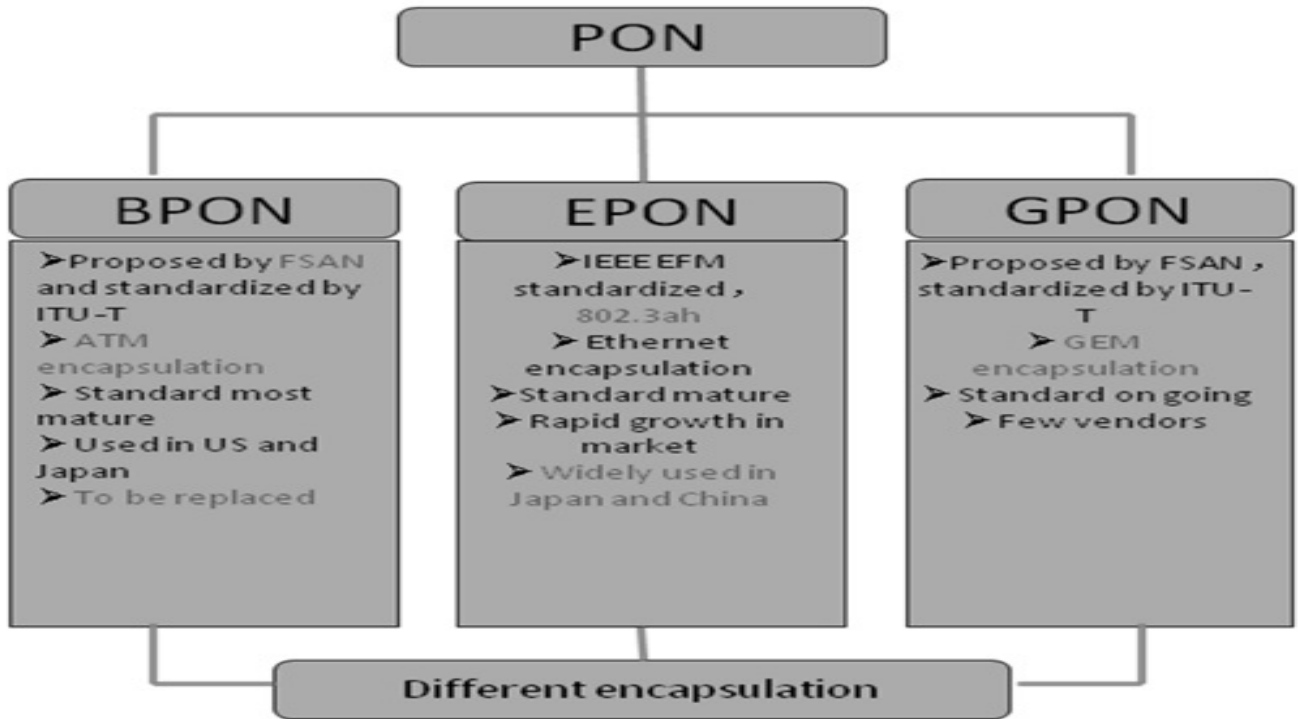 PON
BPON
➤Proposed by FSAN
and standardized by
ITU-T
➤ ATM
encapsulation
➤ Standard most
mature
➤ Used in US and
Japan
➤ To be replaced
EPON
➤IEEE EFM
standardized，
802.3ah
➤ Ethernet
encapsulation
➤Standard mature
➤ Rapid growth in
market
➤ Widely used in
Japan and China
GPON
➤Proposed by FSAN，
standardized by ITU-
T
➤ GEM
encapsulation
➤ Standard on going
➤ Few vendors
Different encapsulation